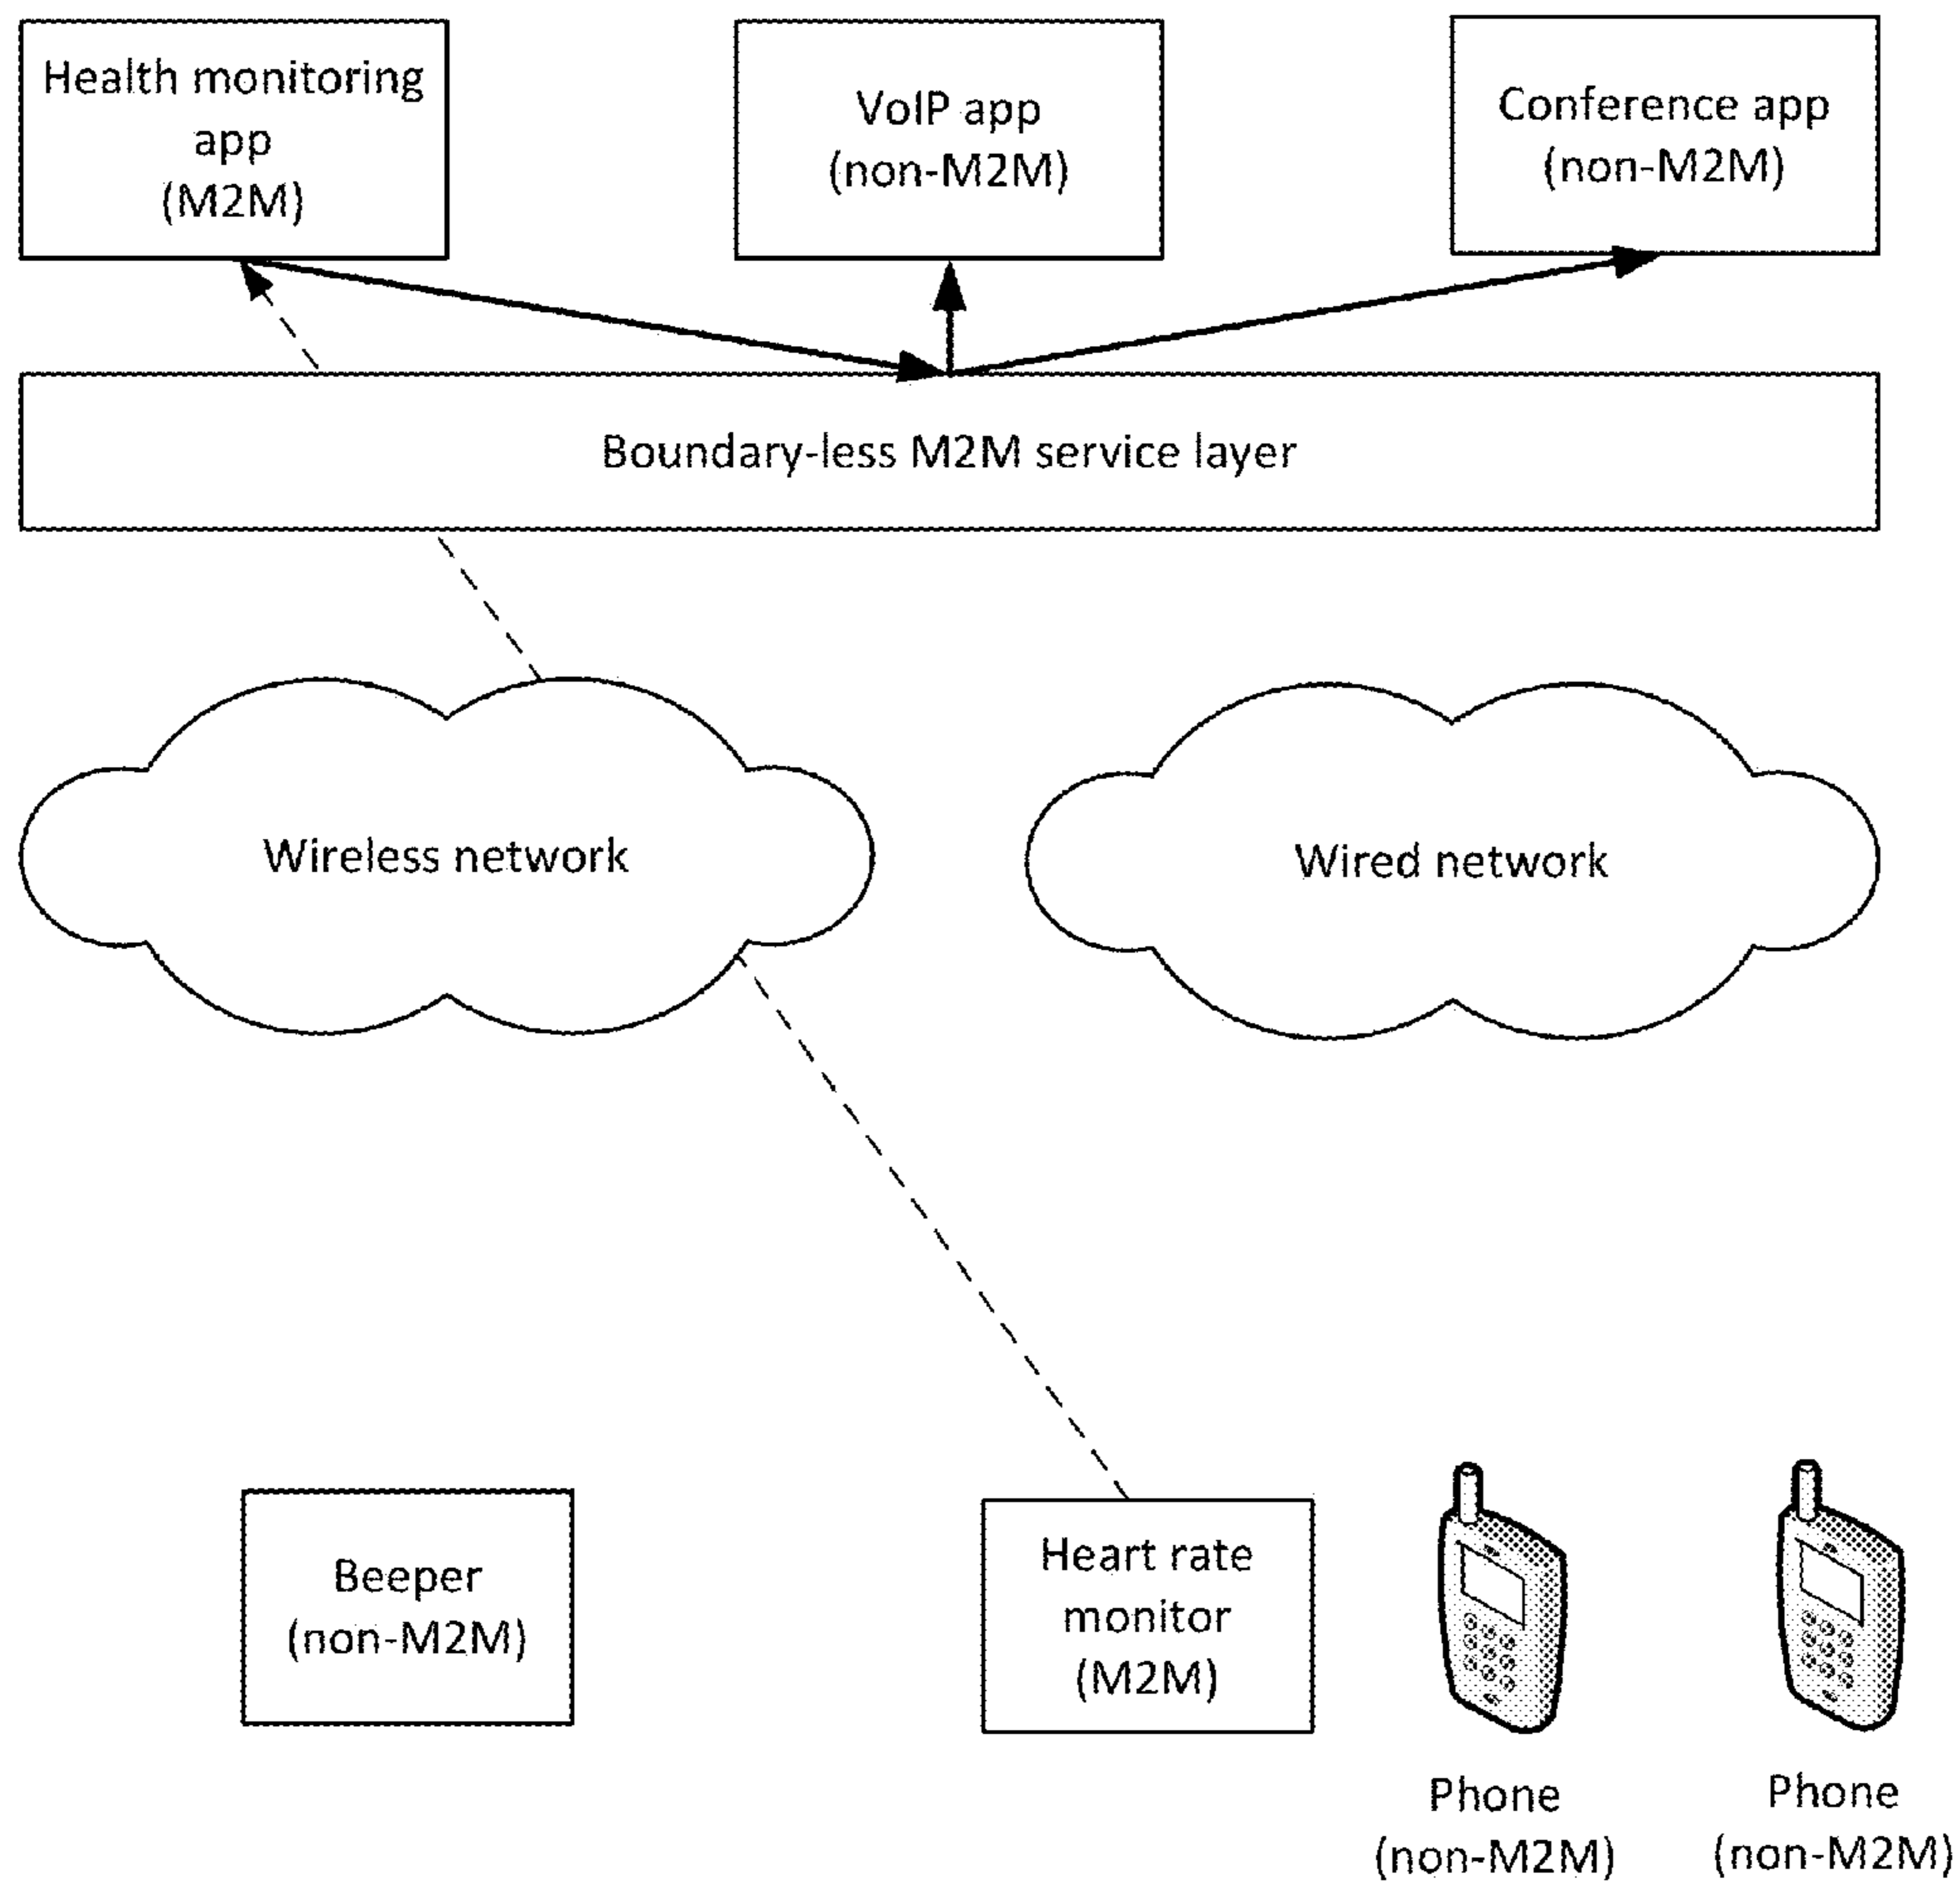 Health monitoring
app
(M2M)
VoIP app
(non-M2M)
Conference app
(non-M2M)
Boundary-less M2M service layer
Wireless network
Wired network
Beeper
(non-M2M)
Heart rate
monitor
(M2M)
Phone
(non-M2M)
Phone
(non-M2M)